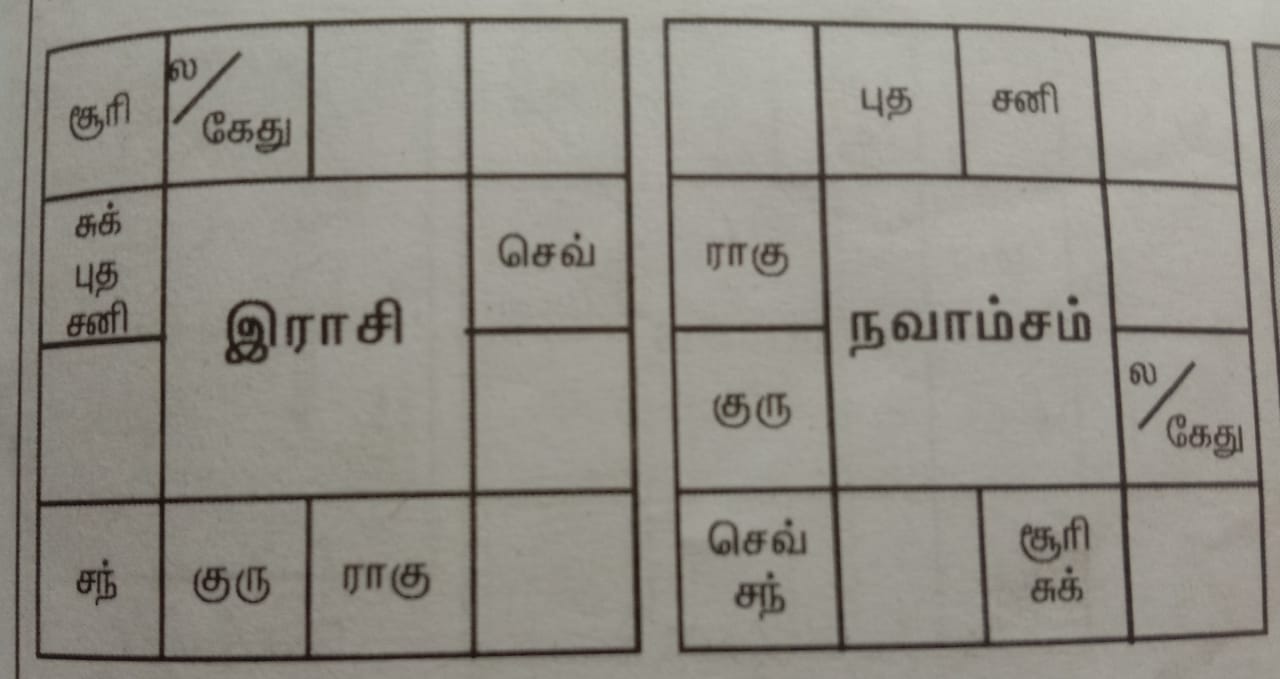 சூரி
ல / கேது
சுக்
புத
சனி
செவ்
இராசி
சந்
குரு
ராகு
புத
சனி
ராகு
நவாம்சம்
குரு
ல / கேது
செவ்
சந்
சூரி
சுக்